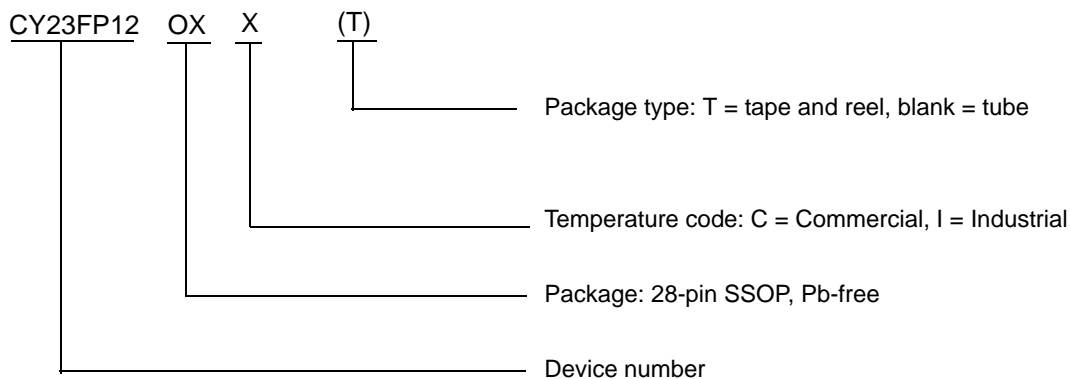 CY23FP12 OX X (T)
Package type: T = tape and reel, blank = tube
Temperature code: C = Commercial, I = Industrial
Package: 28-pin SSOP, Pb-free
Device number